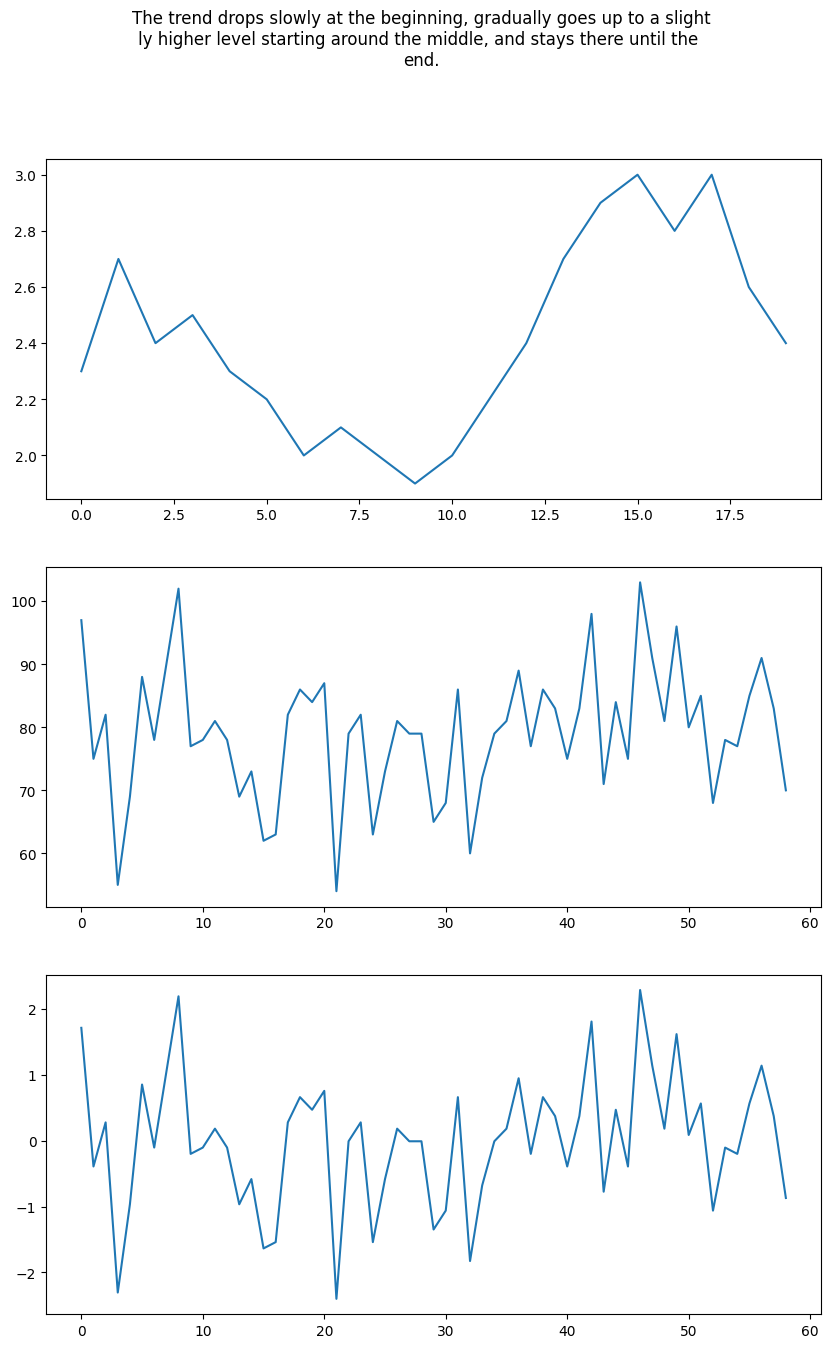 The trend drops slowly at the beginning, gradually goes up to a slight
ly higher level starting around the middle, and stays there until the
end.
3.0
2.8
2.6
2.4
2.2
2.0
0.0 2.5 5.0 7.5 10.0 12.5 15.0 17.5
100
90
80
70
60
0 10 20 30 40 50 60
2
1
0
−1
−2
0 10 20 30 40 50 60